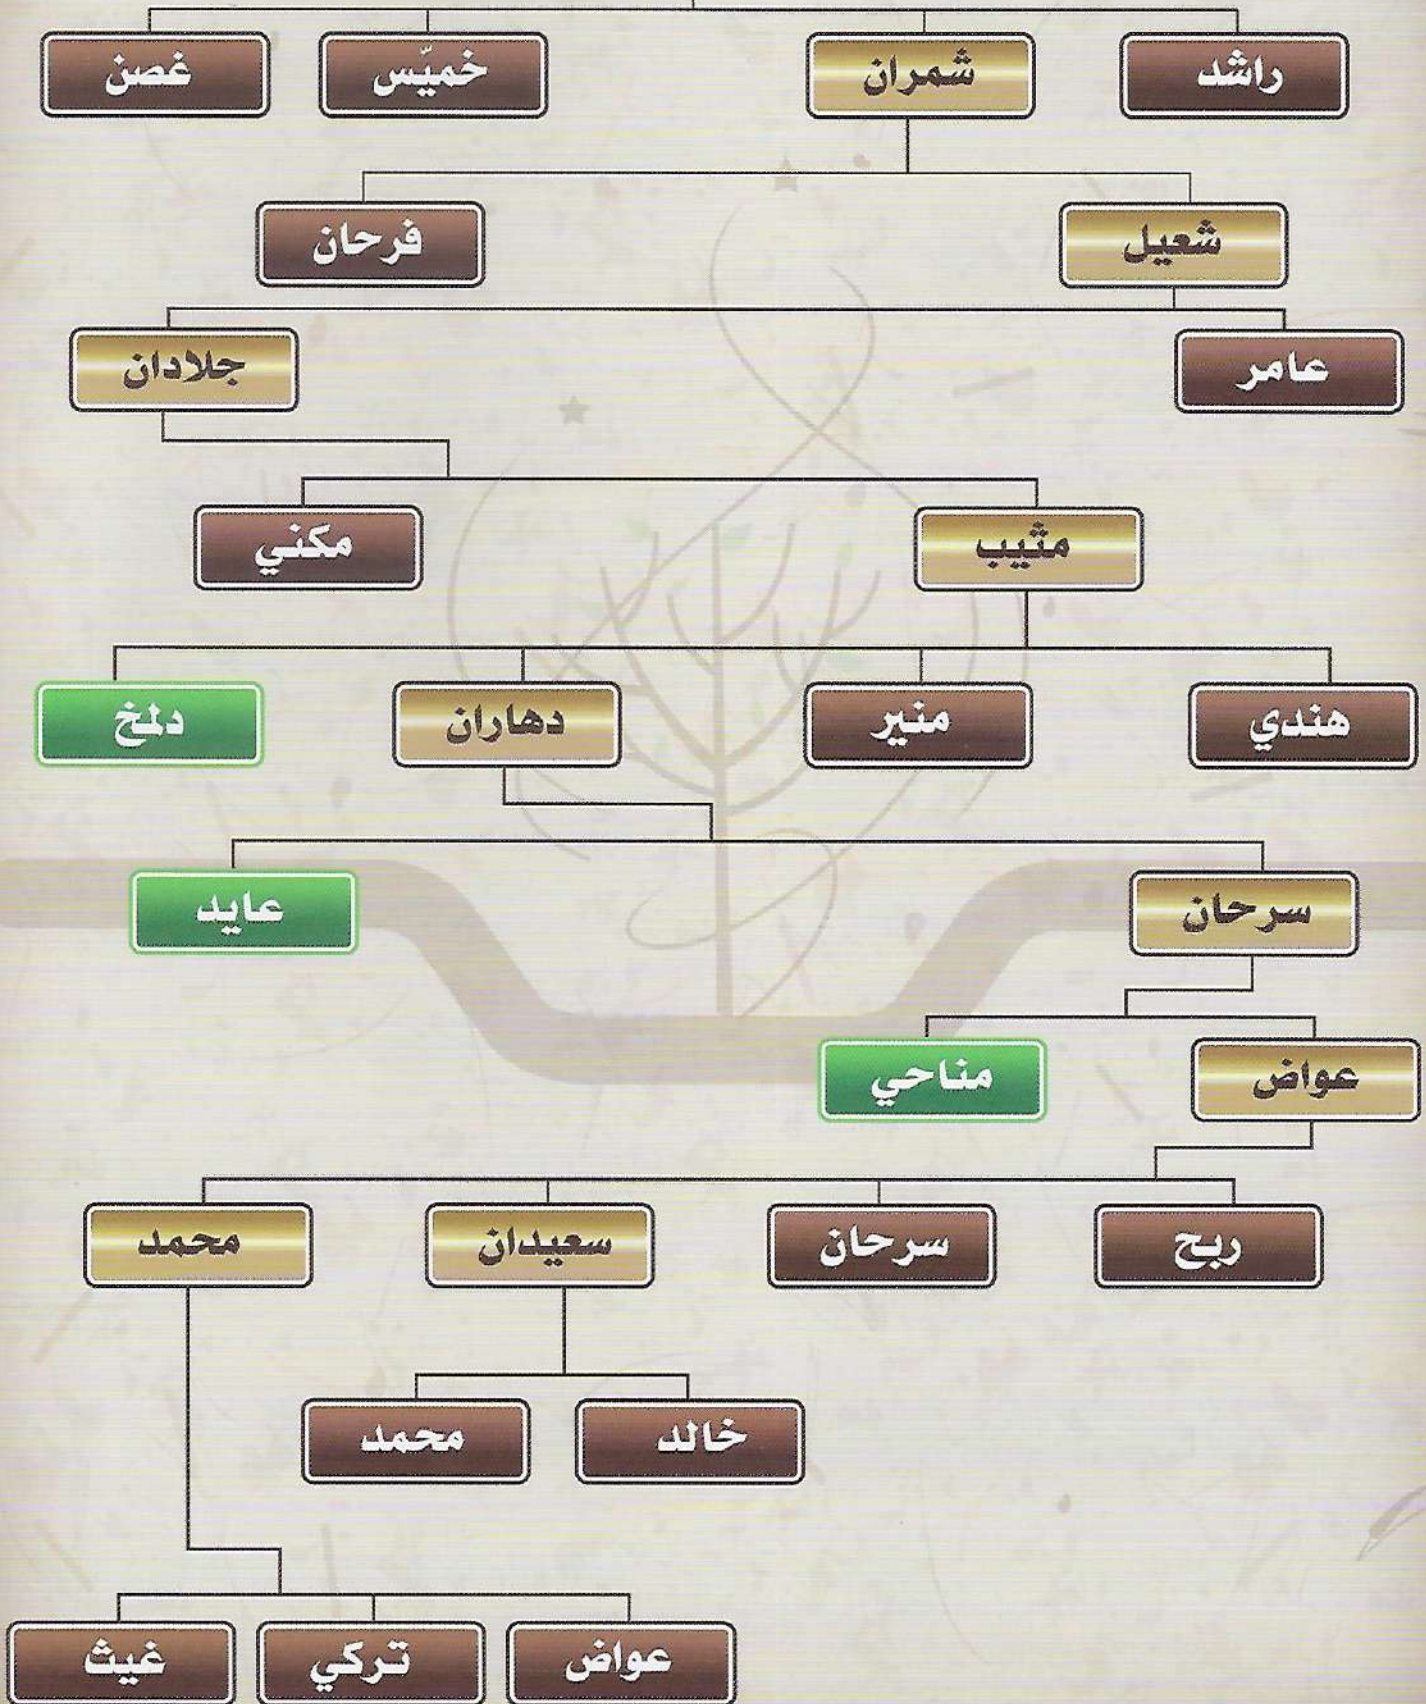 راشد شمران خميّس غصن
شعيل فرحان
عامر جلادان
مثيب مكني
هندي منير دهاران دلمخ
سرحان عايد
عواض مناحي
ربح سرحان سعيدان محمد
خالد محمد
عواض تركي غيث